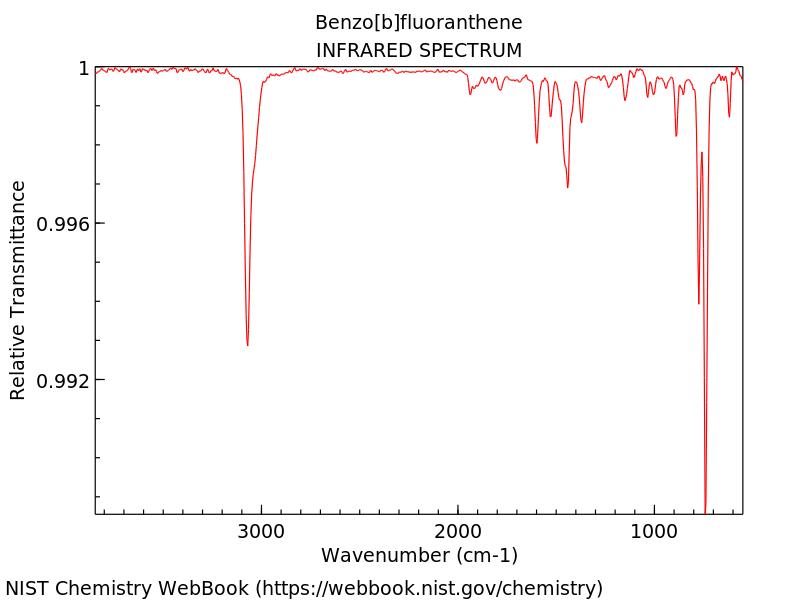 Benzo[b]fluoranthene
INFRARED SPECTRUM
1
0.996
0.992
Relative Transmittance
3000 2000 1000
Wavenumber (cm-1)
NIST Chemistry WebBook (https://webbook.nist.gov/chemistry)